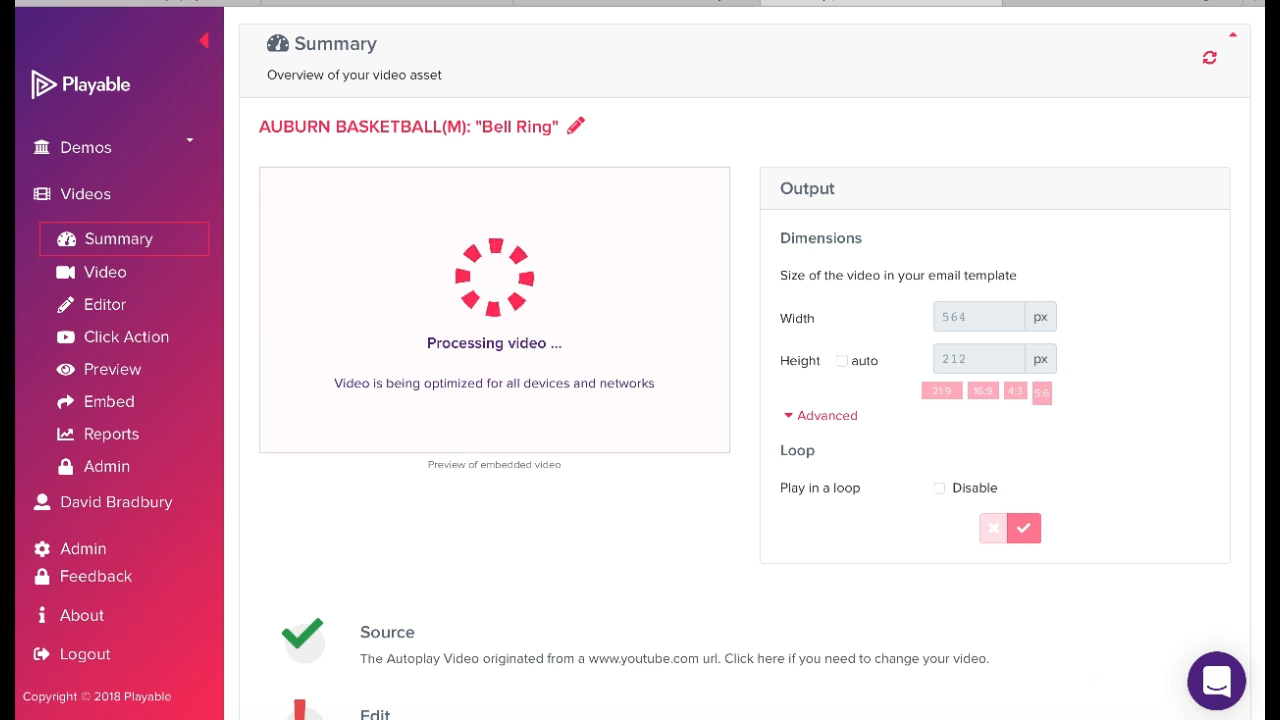 Playable
Demos
Videos
Summary
Video
Editor
Click Action
Preview
Embed
Reports
Admin
David Bradbury
Admin
Feedback
About
Logout
Copyright © 2018 Playable
Summary
Overview of your video asset
AUBURN BASKETBALL(M): "Bell Ring"
Processing video ...
Video is being optimized for all devices and networks
Preview of embedded video
Output
Dimensions
Size of the video in your email template
Width 564 px
Height auto 212 px
21:9 16:9 4:3 5:6
Advanced
Loop
Play in a loop Disable
Source
The Autoplay Video originated from a www.youtube.com url. Click here if you need to change your video.
Edit